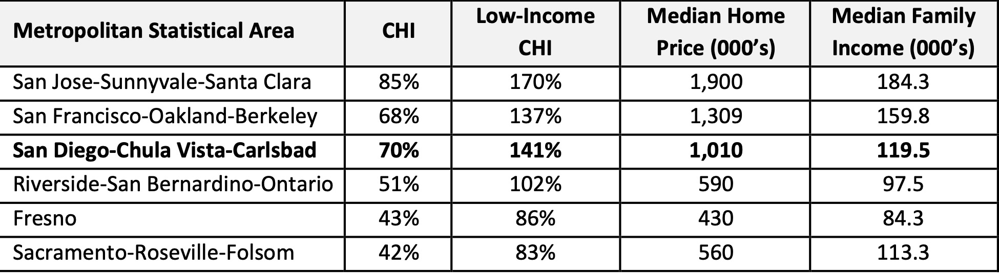 Metropolitan Statistical Area CHI Low-Income CHI Median Home Price (000’s) Median Family Income (000’s)
San Jose-Sunnyvale-Santa Clara 85% 170% 1,900 184.3
San Francisco-Oakland-Berkeley 68% 137% 1,309 159.8
San Diego-Chula Vista-Carlsbad 70% 141% 1,010 119.5
Riverside-San Bernardino-Ontario 51% 102% 590 97.5
Fresno 43% 86% 430 84.3
Sacramento-Roseville-Folsom 42% 83% 560 113.3